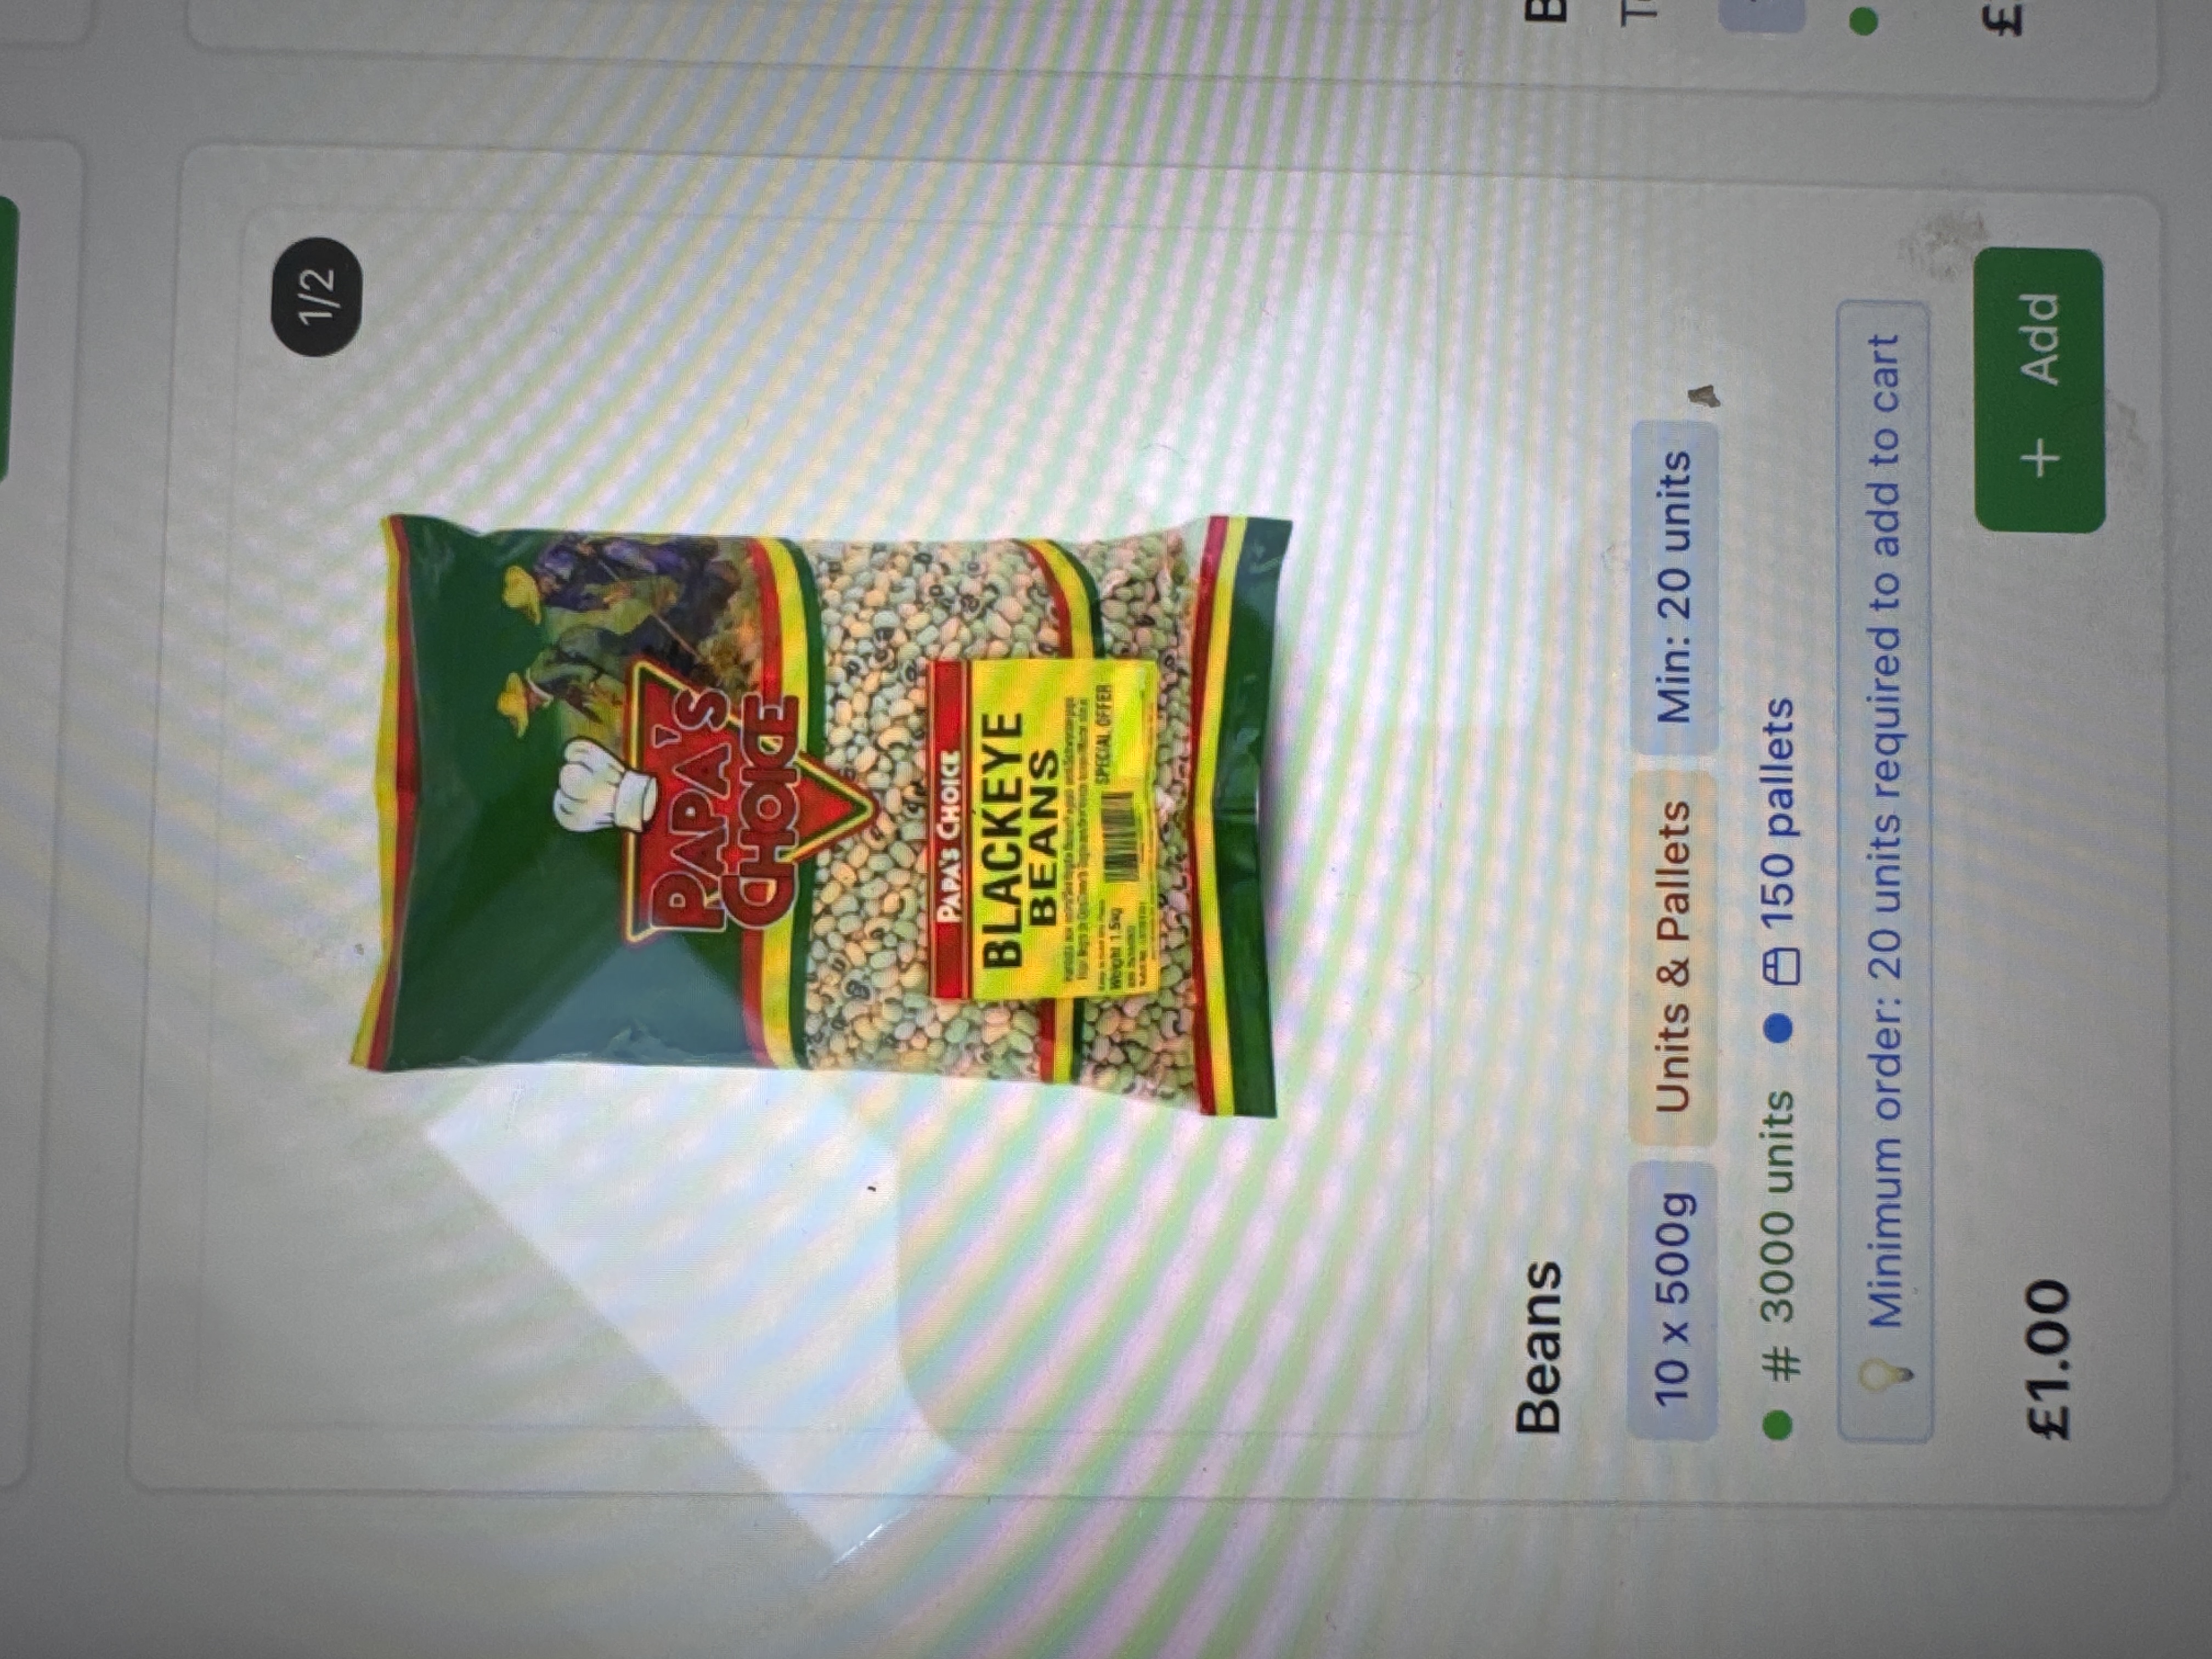 1/2
PAPA'S
CHOICE
PAPA'S CHOICE
BLACKEYE
BEANS
Weight 1.5kg
SPECIAL OFFER
Beans
B
10 x 500g
Units & Pallets
Min: 20 units
# 3000 units
150 pallets
Minimum order: 20 units required to add to cart
£1.00
+ Add
£